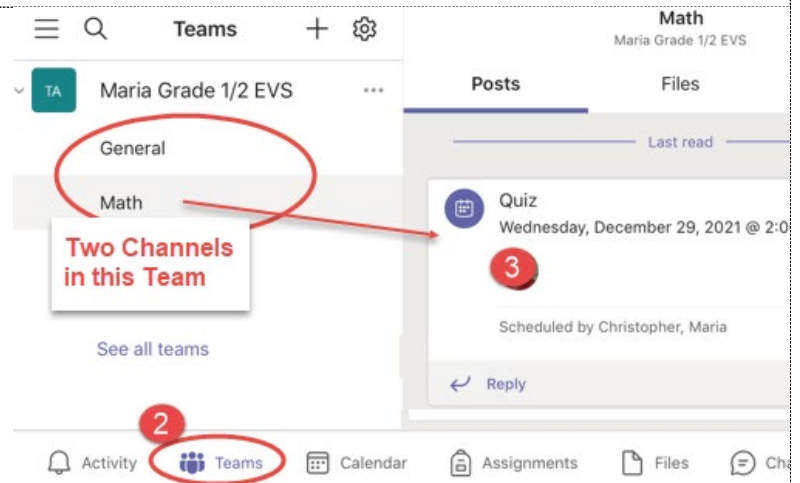 Teams
TA
Maria Grade 1/2 EVS
General
Math
Two Channels
in this Team
See all teams
Math
Maria Grade 1/2 EVS
Posts
Files
Last read
Quiz
Wednesday, December 29, 2021 @ 2:0
3
Scheduled by Christopher, Maria
Reply
2
Activity
Teams
Calendar
Assignments
Files